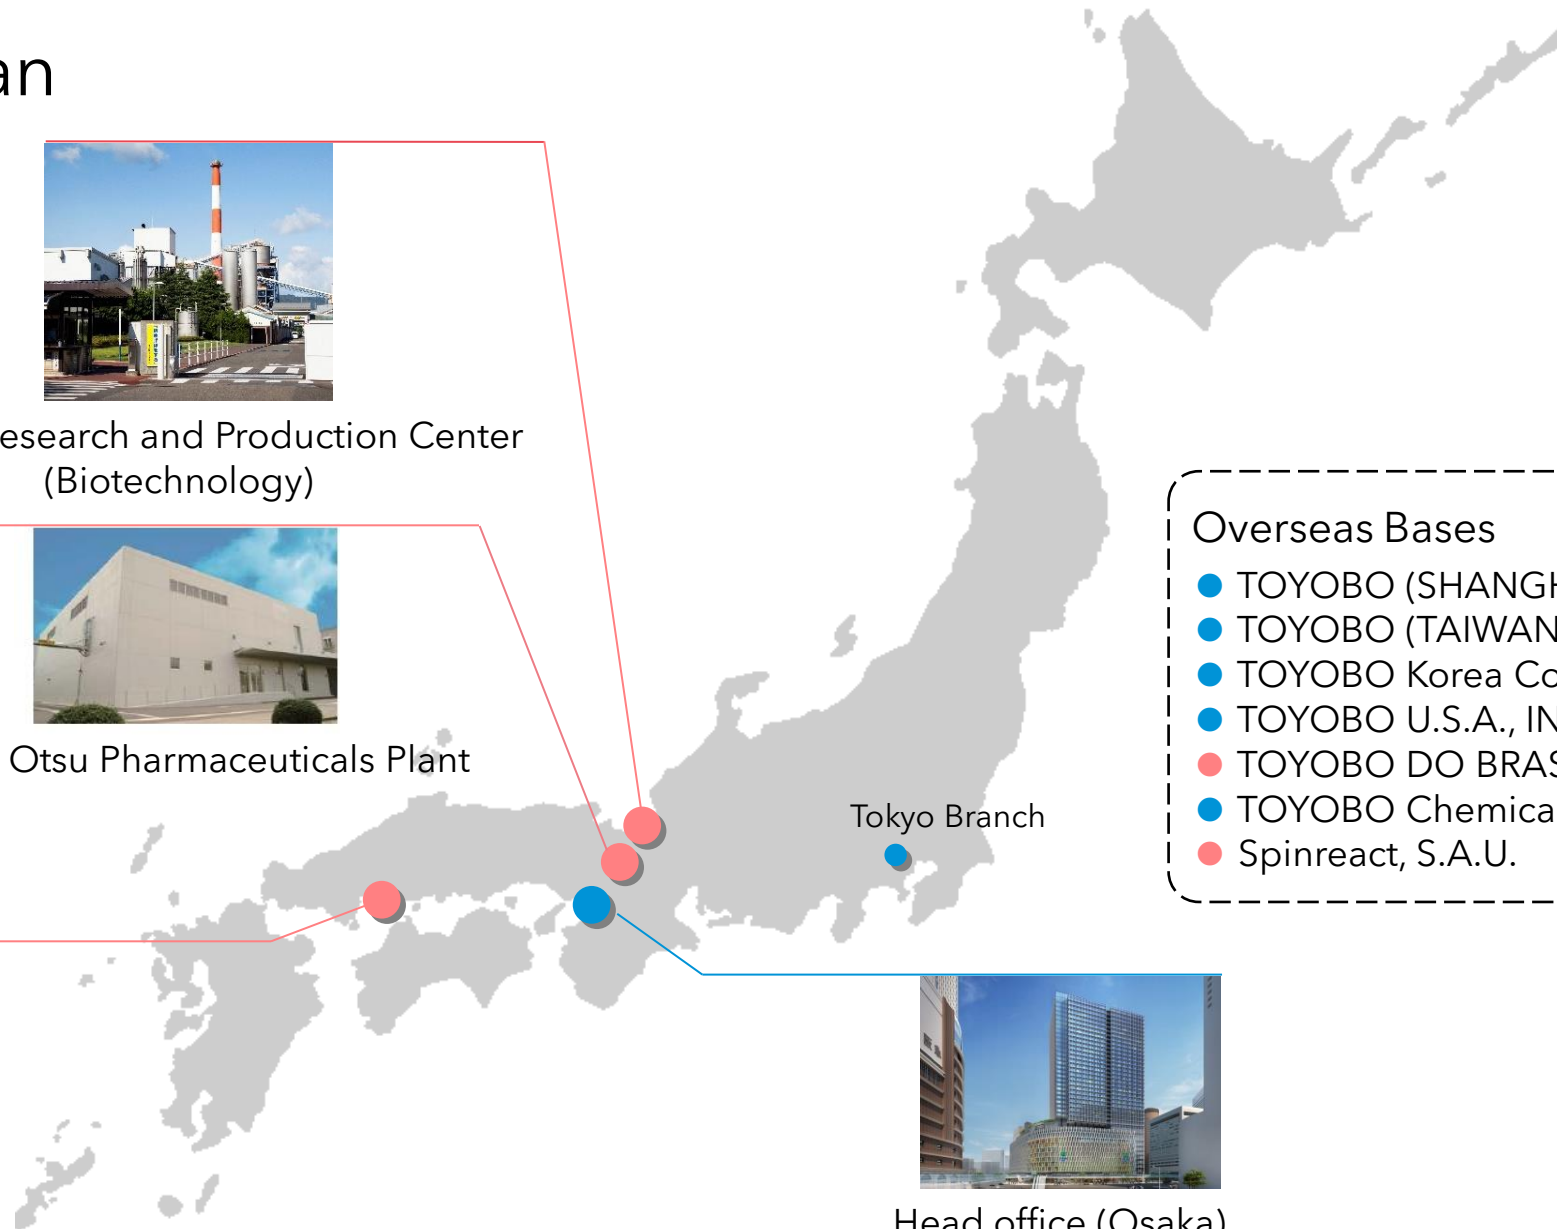 an
esearch and Production Center
(Biotechnology)
Otsu Pharmaceuticals Plant
Tokyo Branch
Overseas Bases
TOYOBO (SHANGH
TOYOBO (TAIWAN
TOYOBO Korea Co
TOYOBO U.S.A., IN
TOYOBO DO BRAS
TOYOBO Chemica
Spinreact, S.A.U.
Head office (Osaka)